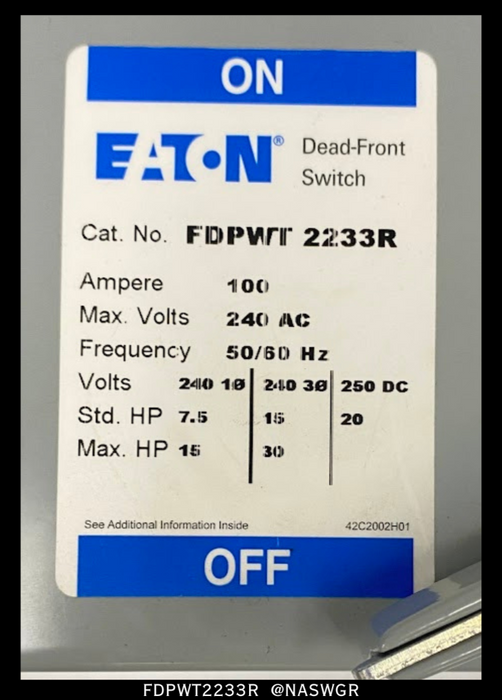 ON
EATON® Dead-Front
Switch
Cat. No. FDPWT 2233R
Ampere 100
Max. Volts 240 AC
Frequency 50/60 Hz
Volts 240 1Ø 240 3Ø 250 DC
Std. HP 7.5 15 20
Max. HP 15 30
See Additional Information Inside 42C2002H01
OFF
FDPWT2233R @NASWGR